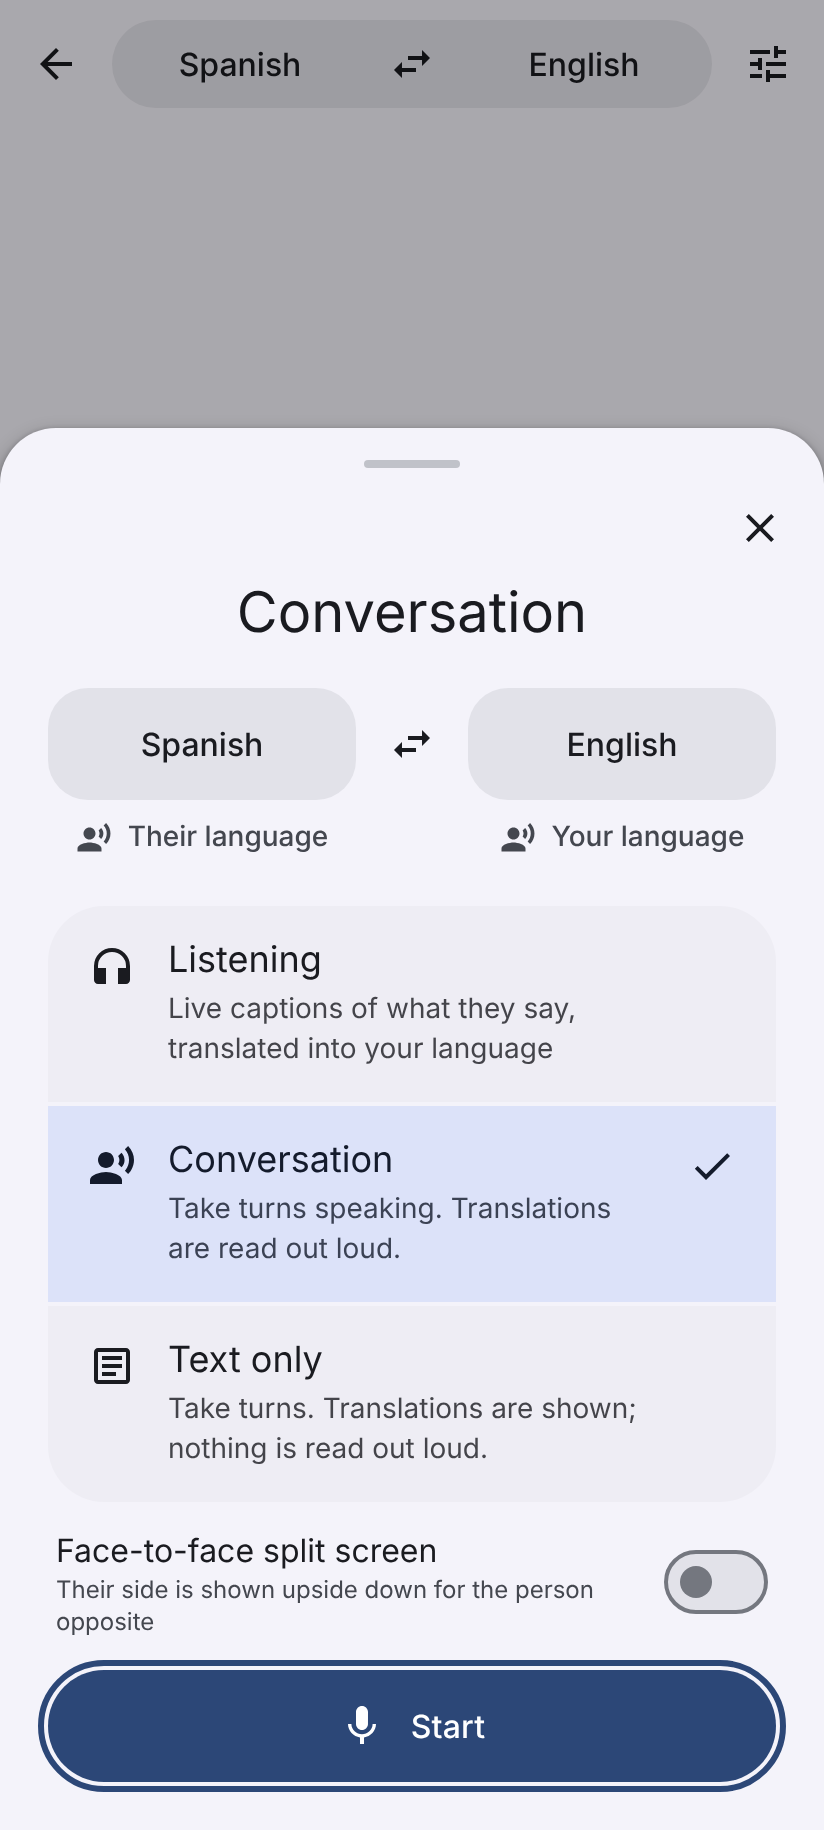 Spanish
English
Conversation
Spanish
English
Their language
Your language
Listening
Live captions of what they say,
translated into your language
Conversation
Take turns speaking. Translations
are read out loud.
Text only
Take turns. Translations are shown;
nothing is read out loud.
Face-to-face split screen
Their side is shown upside down for the person
opposite
Start